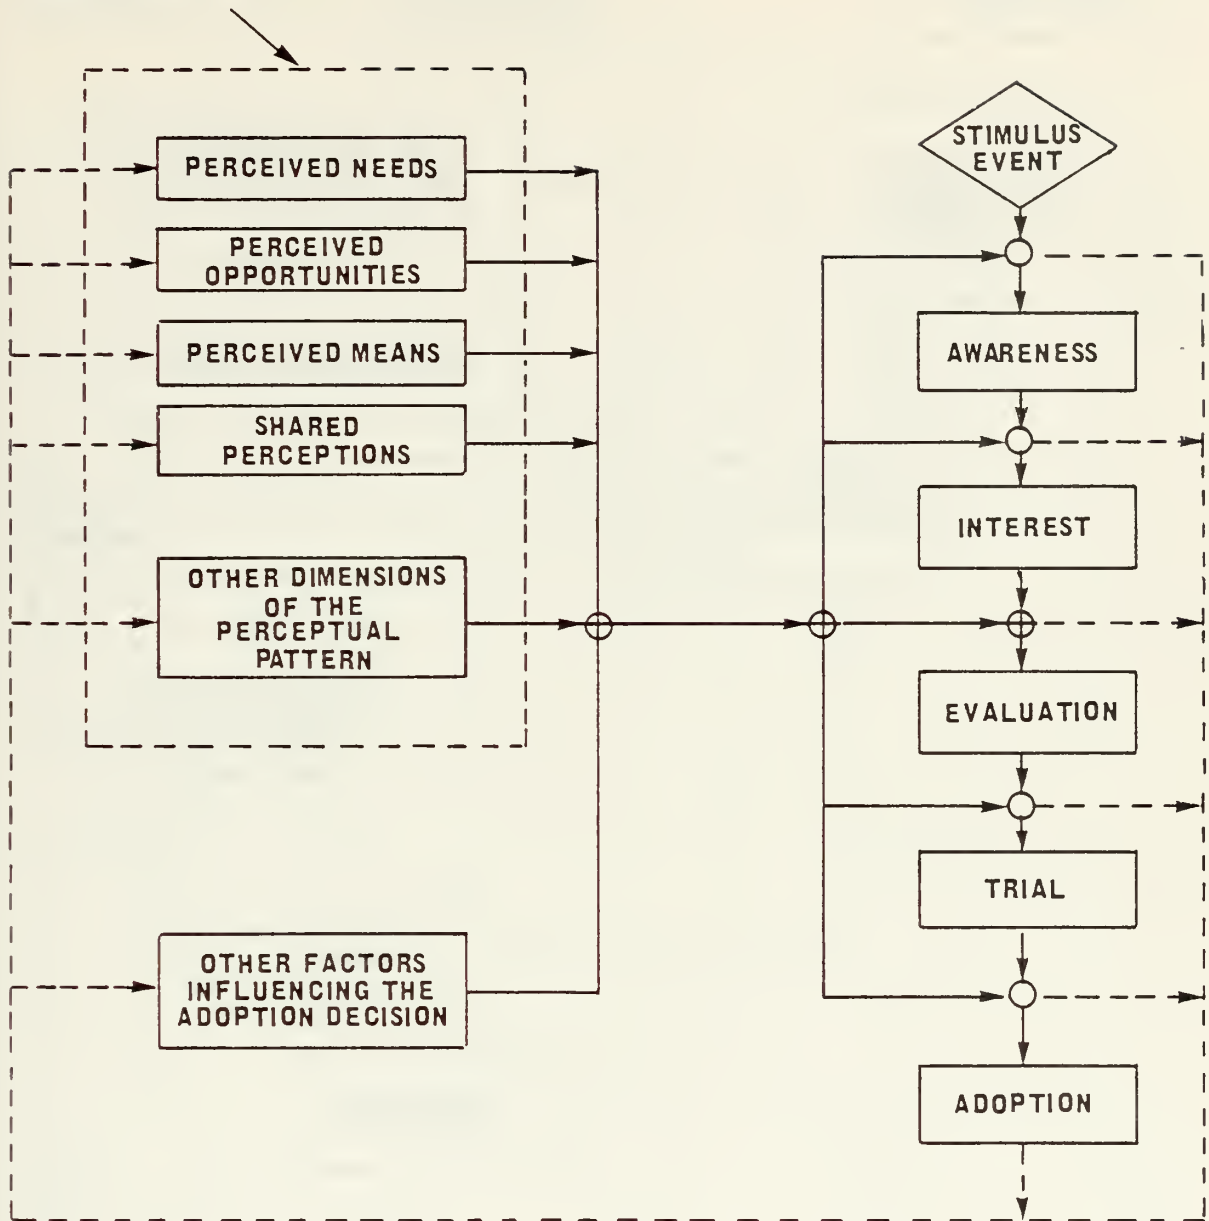 PERCEIVED NEEDS
PERCEIVED
OPPORTUNITIES
PERCEIVED MEANS
SHARED
PERCEPTIONS
OTHER DIMENSIONS
OF THE
PERCEPTUAL
PATTERN
OTHER FACTORS
INFLUENCING THE
ADOPTION DECISION
STIMULUS
EVENT
AWARENESS
INTEREST
EVALUATION
TRIAL
ADOPTION